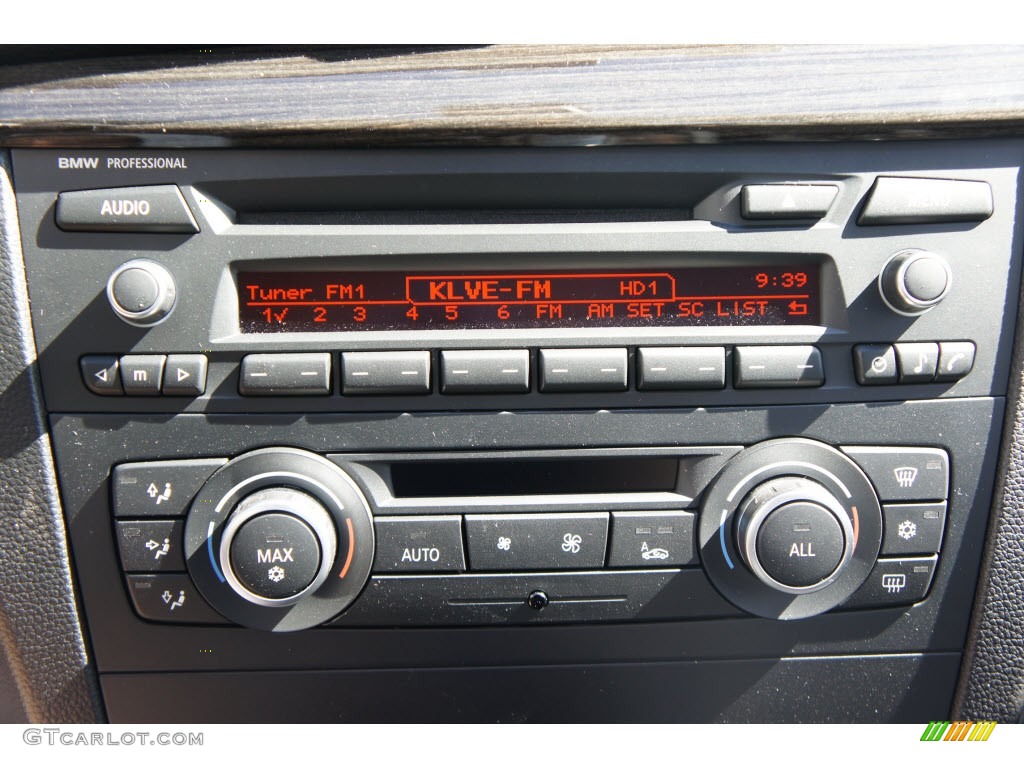 BMW PROFESSIONAL
AUDIO MENU
Tuner FM1 KLVE-FM HD1 9:39
1✓ 2 3 4 5 6 FM AM SET SC LIST
m
MAX AUTO A ALL
GTCARLOT.COM